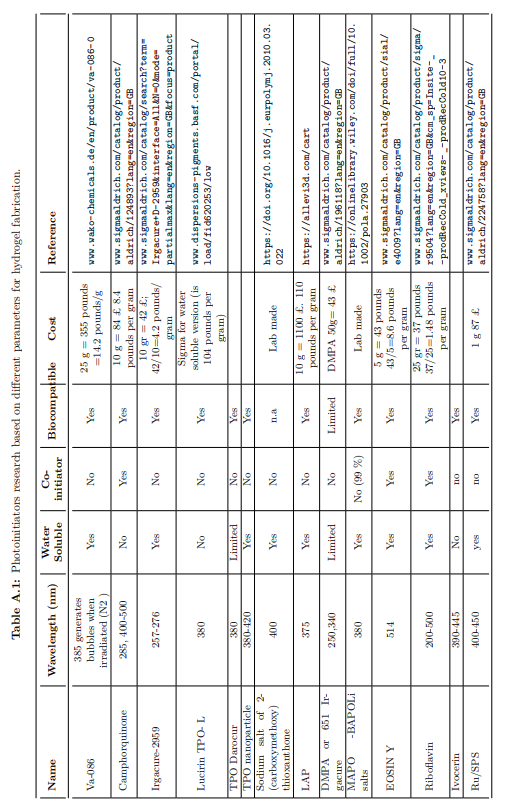 Table A.1: Photoinitiators research based on different parameters for hydrogel fabrication.
Name Wavelength (nm) Water Soluble Co-initiator Biocompatible Cost Reference
Va-086 385 generates bubbles when irradiated (N2 ) Yes No Yes 25 g = 355 pounds =14.2 pounds/g www.wako-chemicals.de/en/product/va-086-0
Camphorquinone 285, 400-500 No Yes Yes 10 g = 84 £ 8.4 pounds per gram www.sigmaaldrich.com/catalog/product/aldrich/124893?lang=en&region=GB
Irgacure-2959 257-276 Yes No Yes 10 gr = 42 £; 42/10=4.2 pounds/gram www.sigmaaldrich.com/catalog/search?term=Irgacure+D-2959&interface=All&N=0&mode=partialmax&lang=en&region=GB&focus=product
Lucirin TPO- L 380 No No Yes Sigma for water soluble version (is 104 pounds per gram) www.dispersions-pigments.basf.com/portal/load/fid620253/low
TPO Darocur 380 Limited No Yes
TPO nanoparticle 380-420 Yes No Yes
Sodium salt of 2-(carboxymethoxy) thioxanthone 400 Yes No n.a Lab made https://doi.org/10.1016/j.eurpolymj.2010.03.022
LAP 375 Yes No Yes 10 g = 1100 £. 110 pounds per gram https://allevi3d.com/cart
DMPA or 651 Irgacure 250,340 Limited No Limited DMPA 50g= 43 £ www.sigmaaldrich.com/catalog/product/aldrich/196118?lang=en&region=GB
MAPO -BAPOLi salts 380 Yes No (99 %) Yes Lab made https://onlinelibrary.wiley.com/doi/full/10.1002/pola.27903
EOSIN Y 514 Yes Yes Yes 5 g = 43 pounds 43/5=8.6 pounds per gram www.sigmaaldrich.com/catalog/product/sial/e4009?lang=en&region=GB
Riboflavin 200-500 Yes Yes Yes 25 gr = 37 pounds 37/25=1.48 pounds per gram www.sigmaaldrich.com/catalog/product/sigma/r9504?lang=en&region=GB&cm_sp=Insite-_-prodRecCold_xviews-_-prodRecCold10-3
Ivocerin 390-445 No no Yes
Ru/SPS 400-450 yes no Yes 1 g 87 £ www.sigmaaldrich.com/catalog/product/aldrich/224758?lang=en&region=GB